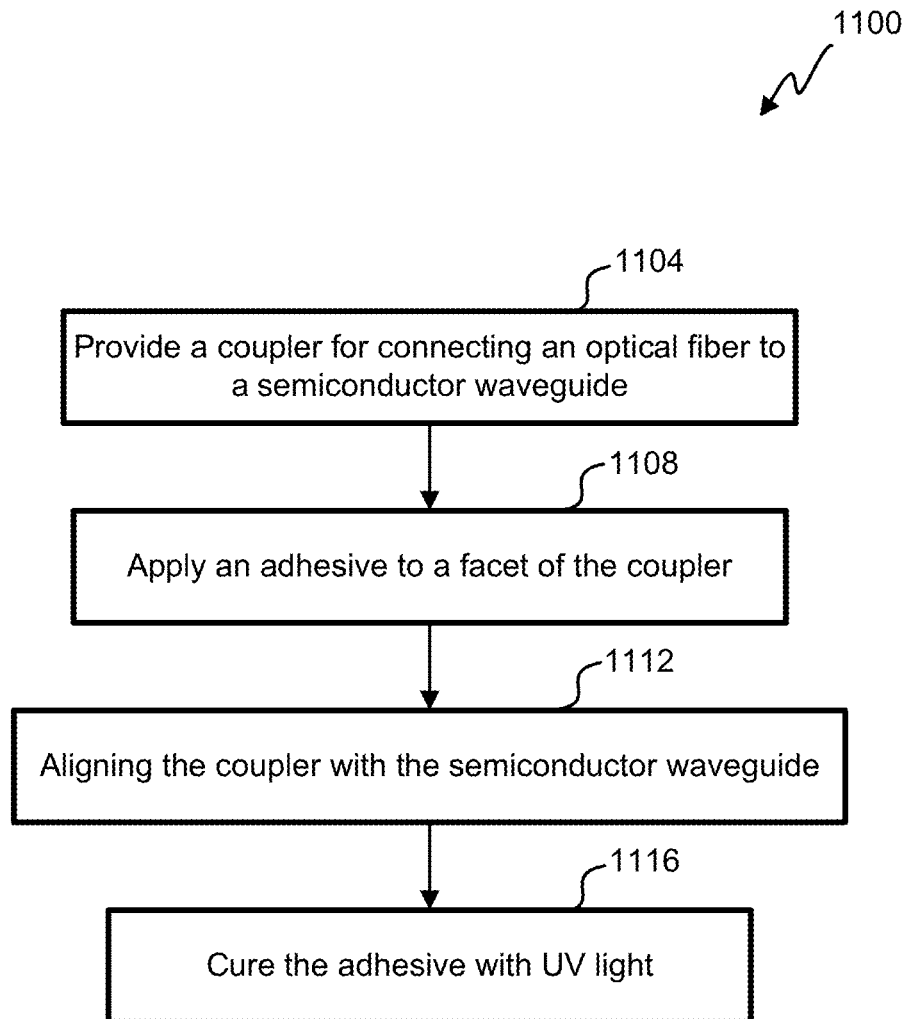 1100
1104
Provide a coupler for connecting an optical fiber to
a semiconductor waveguide
1108
Apply an adhesive to a facet of the coupler
1112
Aligning the coupler with the semiconductor waveguide
1116
Cure the adhesive with UV light